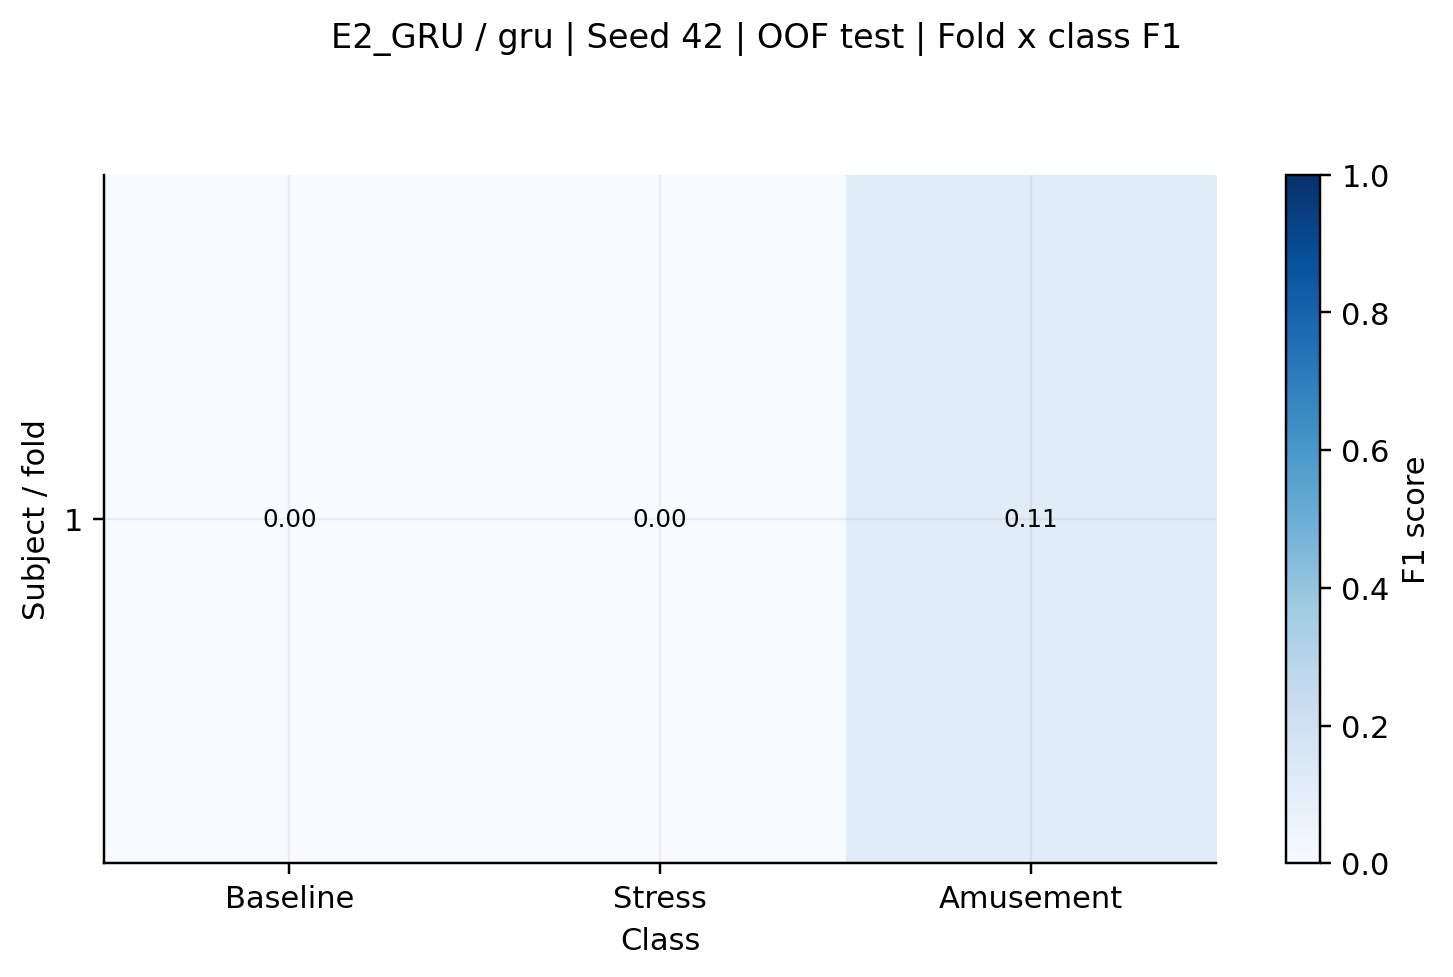 E2_GRU / gru | Seed 42 | OOF test | Fold x class F1
Subject / fold
1
0.00 0.00 0.11
Baseline Stress Amusement
Class
1.0
0.8
0.6
0.4
0.2
0.0
F1 score